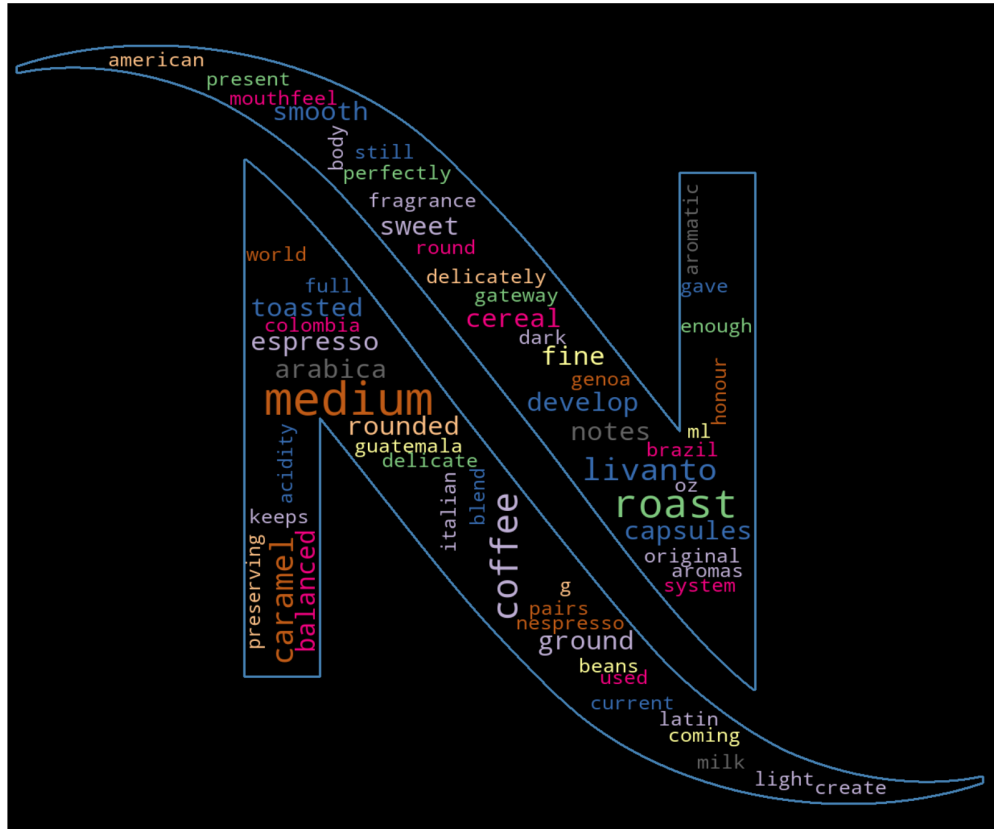 american
present
mouthfeel
smooth
body
still
perfectly
fragrance
sweet
round
delicately
gateway
cereal
dark
fine
genoa
develop
notes
aromatic
gave
enough
honour
ml
brazil
livanto
oz
roast
capsules
original
aromas
system
world
full
toasted
colombia
espresso
arabica
medium
rounded
guatemala
delicate
acidity
keeps
preserving
caramel
balanced
italian
blend
coffee
g
pairs
nespresso
ground
beans
used
current
latin
coming
milk
light
create